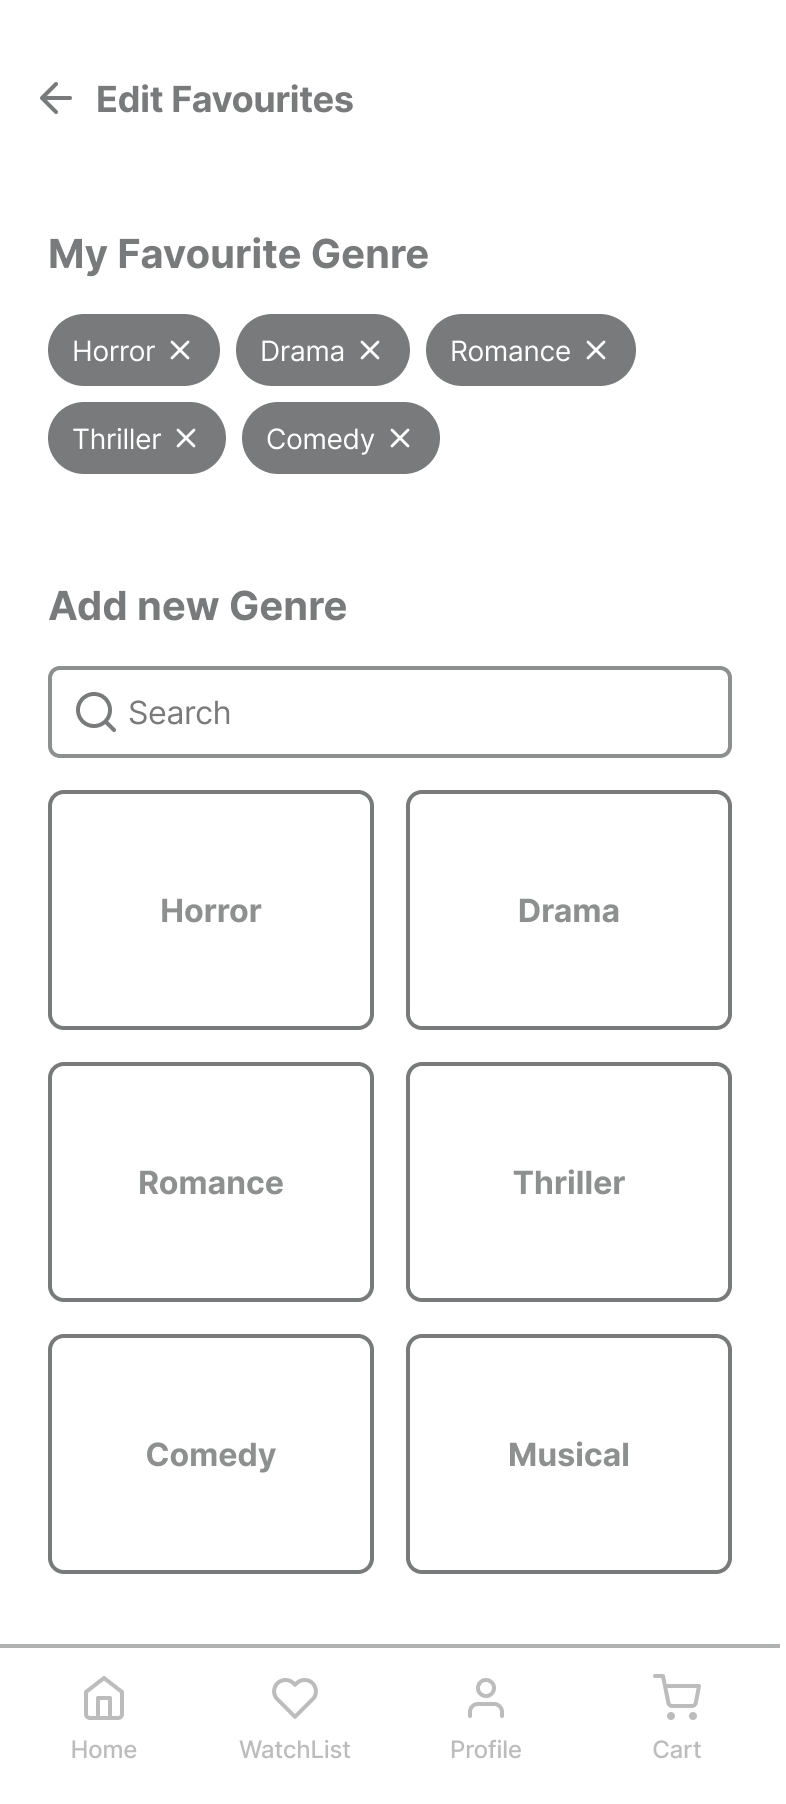 Edit Favourites
My Favourite Genre
Horror Drama Romance
Thriller Comedy
Add new Genre
Search
Horror Drama
Romance Thriller
Comedy Musical
Home WatchList Profile Cart